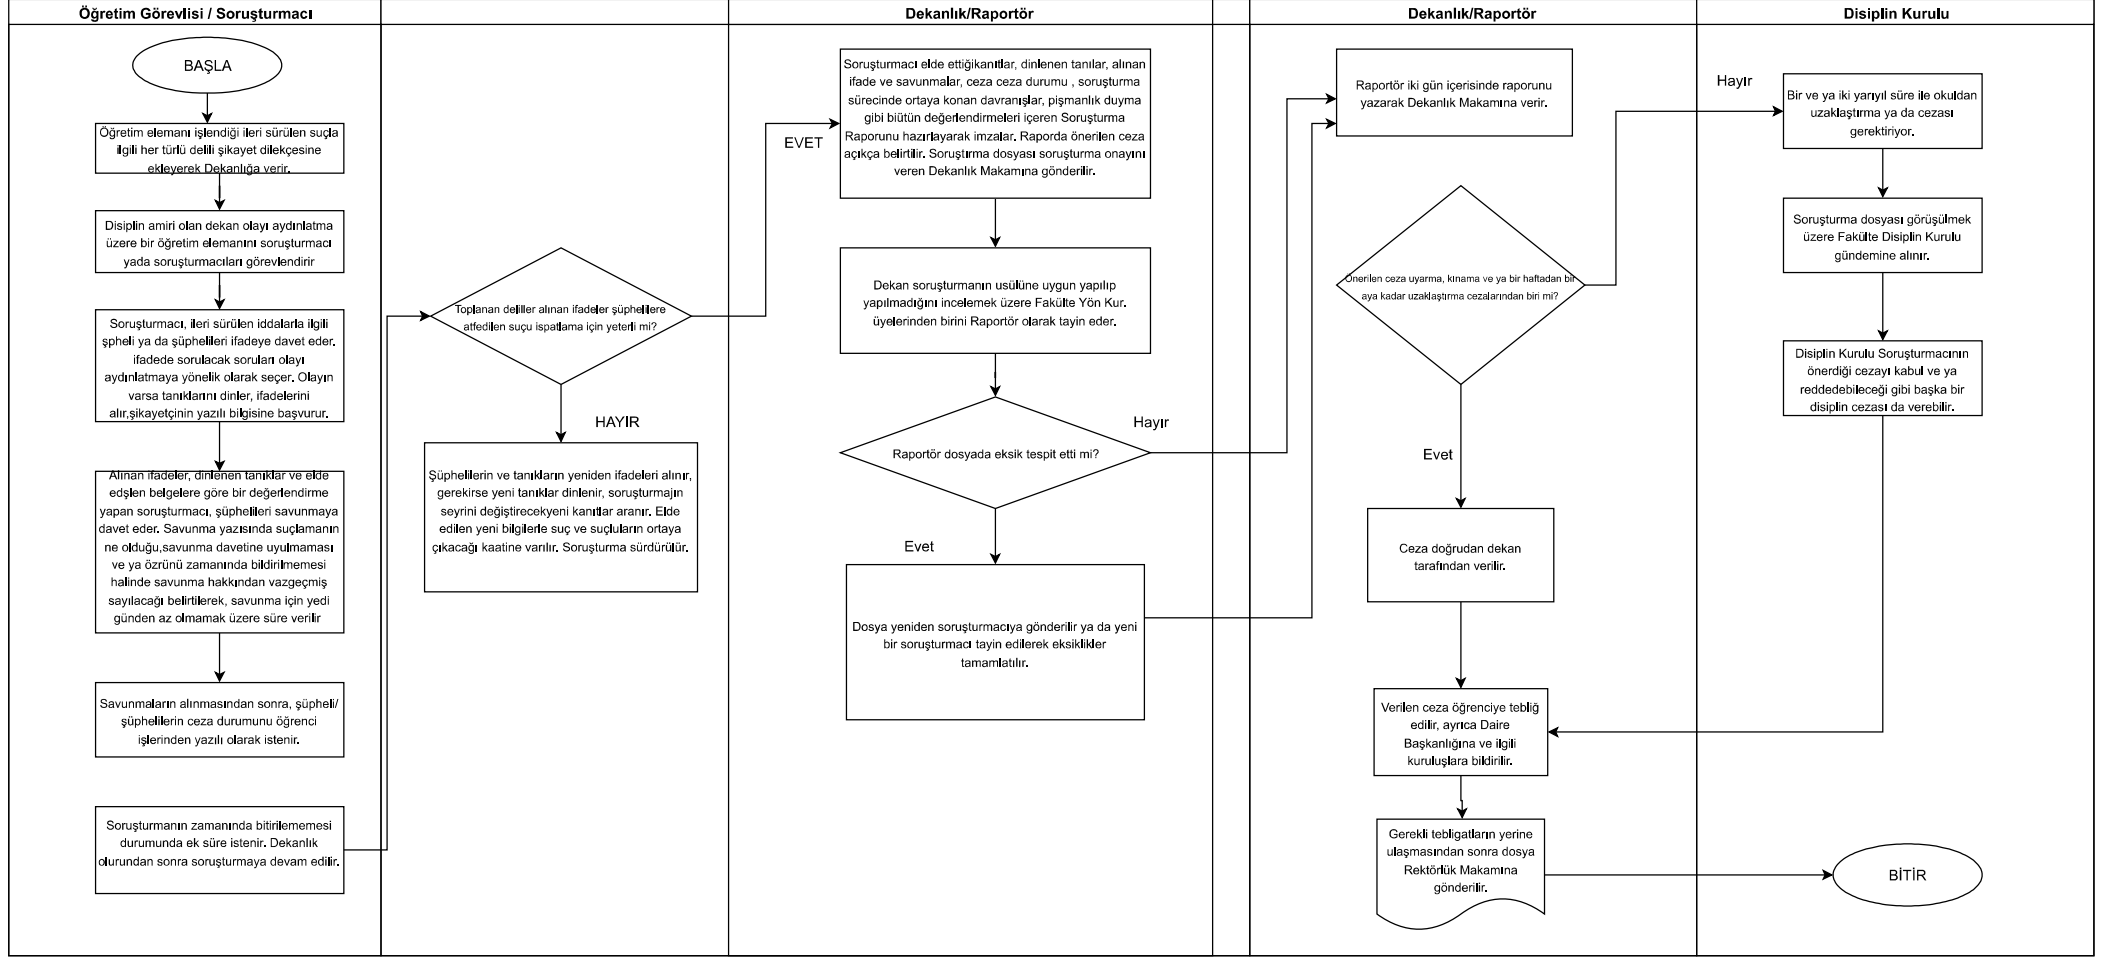 Öğretim Görevlisi / Soruşturmacı
BAŞLA
Öğretim elemanı işlendiği ileri sürülen suçla
ilgili her türlü delili şikayet dilekçesine
ekleyerek Dekanlığa verir.
Disiplin amiri olan dekan olayı aydınlatma
üzere bir öğretim elemanını soruşturmacı
yada soruşturmacıları görevlendirir
Soruşturmacı, ileri sürülen iddalarla ilgili
şpheli ya da şüphelileri ifadeye davet eder.
ifadede sorulacak soruları olayı
aydınlatmaya yönelik olarak seçer. Olayın
varsa tanıklarını dinler, ifadelerini
alır,şikayetçinin yazılı bilgisine başvurur.
Alınan ifadeler, dinlenen tanıklar ve elde
edşlen belgelere göre bir değerlendirme
yapan soruşturmacı, şüphelileri savunmaya
davet eder. Savunma yazısında suçlamanın
ne olduğu,savunma davetine uyulmaması
ve ya özrünü zamanında bildirilmemesi
halinde savunma hakkından vazgeçmiş
sayılacağı belirtilerek, savunma için yedi
günden az olmamak üzere süre verilir
Savunmaların alınmasından sonra, şüpheli/
şüphelilerin ceza durumunu öğrenci
işlerinden yazılı olarak istenir.
Soruşturmanın zamanında bitirilememesi
durumunda ek süre istenir. Dekanlık
olurundan sonra soruşturmaya devam edilir.
Toplanan deliller alınan ifadeler şüphelilere
atfedilen suçu ispatlama için yeterli mi?
HAYIR
Şüphelilerin ve tanıkların yeniden ifadeleri alınır,
gerekirse yeni tanıklar dinlenir, soruşturmajın
seyrini değiştirecekyeni kanıtlar aranır. Elde
edilen yeni bilgilerle suç ve suçluların ortaya
çıkacağı kaatine varılır. Soruşturma sürdürülür.
EVET
Dekanlık/Raportör
Soruşturmacı elde ettiğikanıtlar, dinlenen tanılar, alınan
ifade ve savunmalar, ceza ceza durumu , soruşturma
sürecinde ortaya konan davranışlar, pişmanlık duyma
gibi biütün değerlendirmeleri içeren Soruşturma
Raporunu hazırlayarak imzalar. Raporda önerilen ceza
açıkça belirtilir. Soruştırma dosyası soruşturma onayını
veren Dekanlık Makamına gönderilir.
Dekan soruşturmanın usülüne uygun yapılıp
yapılmadığını incelemek üzere Fakülte Yön Kur.
üyelerinden birini Raportör olarak tayin eder.
Raportör dosyada eksik tespit etti mi?
Hayır
Evet
Dosya yeniden soruşturmacıya gönderilir ya da yeni
bir soruşturmacı tayin edilerek eksiklikler
tamamlatılır.
Dekanlık/Raportör
Raportör iki gün içerisinde raporunu
yazarak Dekanlık Makamına verir.
Önerilen ceza uyarma, kınama ve ya bir haftadan bir
aya kadar uzaklaştırma cezalarından biri mi?
Evet
Ceza doğrudan dekan
tarafından verilir.
Verilen ceza öğrenciye tebliğ
edilir, ayrıca Daire
Başkanlığına ve ilgili
kuruluşlara bildirilir.
Gerekli tebligatların yerine
ulaşmasından sonra dosya
Rektörlük Makamına
gönderilir.
Disiplin Kurulu
Hayır
Bir ve ya iki yarıyıl süre ile okuldan
uzaklaştırma ya da cezası
gerektiriyor.
Soruşturma dosyası görüşülmek
üzere Fakülte Disiplin Kurulu
gündemine alınır.
Disiplin Kurulu Soruşturmacının
önerdiği cezayı kabul ve ya
reddedebileceği gibi başka bir
disiplin cezası da verebilir.
BİTİR